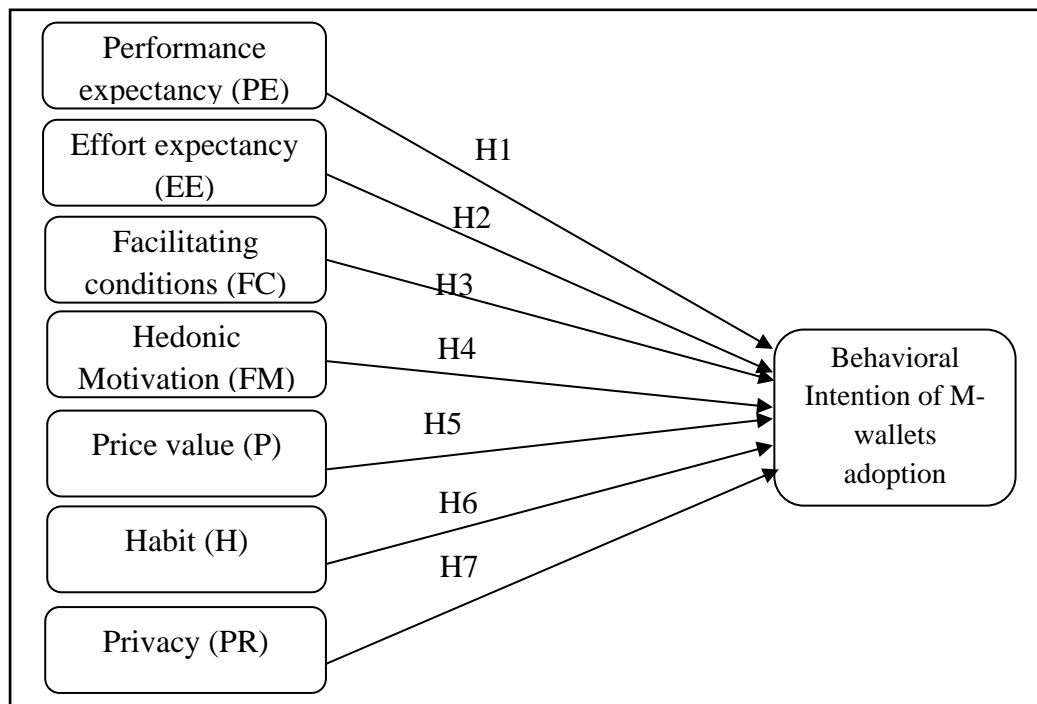 Performance
expectancy (PE)
H1
Effort expectancy
(EE)
H2
Facilitating
conditions (FC)
H3
Hedonic
Motivation (FM)
H4
Behavioral
Intention of M-
wallets
adoption
Price value (P)
H5
Habit (H)
H6
H7
Privacy (PR)